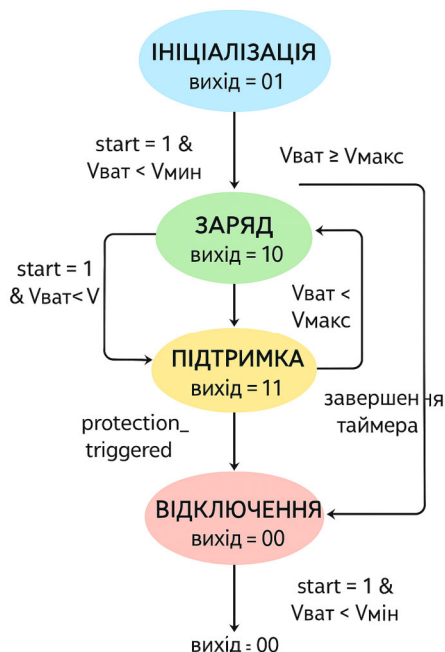 ІНІЦІАЛІЗАЦІЯ
вихід = 01
start = 1 &
Vват < Vмин
Vват ≥ Vмакс
ЗАРЯД
вихід = 10
start = 1
& Vват< V
Vват <
Vмакс
ПІДТРИМКА
вихід = 11
завершення
таймера
protection_
triggered
ВІДКЛЮЧЕННЯ
вихід = 00
start = 1 &
Vват < Vмін
вихід = 00